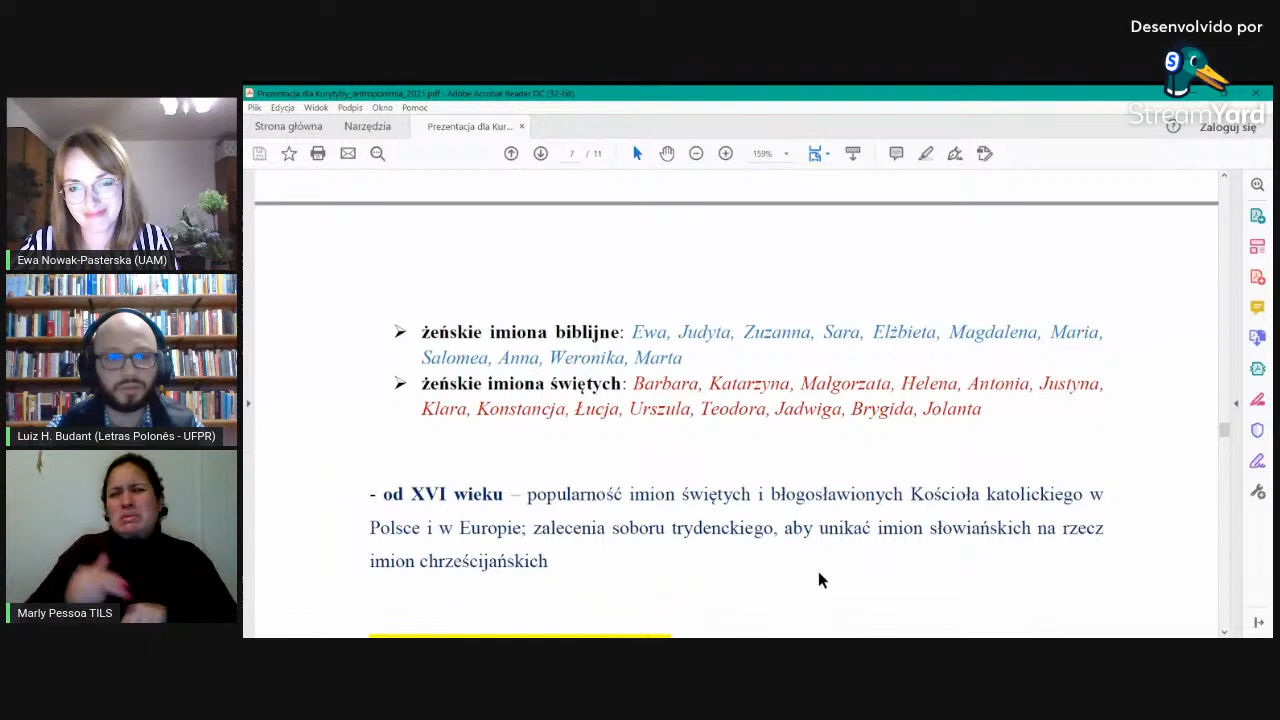 Desenvolvido por
StreamYard
Prezentacja dla Kurytyby_antroponimia_2021.pdf - Adobe Acrobat Reader DC (32-bit)
Plik Edycja Widok Podpis Okno Pomoc
Strona główna Narzędzia Prezentacja dla Kur... × Zaloguj się
7 / 11 159%
Ewa Nowak-Pasterska (UAM)
Luiz H. Budant (Letras Polonês - UFPR)
Marly Pessoa TILS
żeńskie imiona biblijne: Ewa, Judyta, Zuzanna, Sara, Elżbieta, Magdalena, Maria,
Salomea, Anna, Weronika, Marta
żeńskie imiona świętych: Barbara, Katarzyna, Małgorzata, Helena, Antonia, Justyna,
Klara, Konstancja, Łucja, Urszula, Teodora, Jadwiga, Brygida, Jolanta
- od XVI wieku – popularność imion świętych i błogosławionych Kościoła katolickiego w
Polsce i w Europie; zalecenia soboru trydenckiego, aby unikać imion słowiańskich na rzecz
imion chrześcijańskich